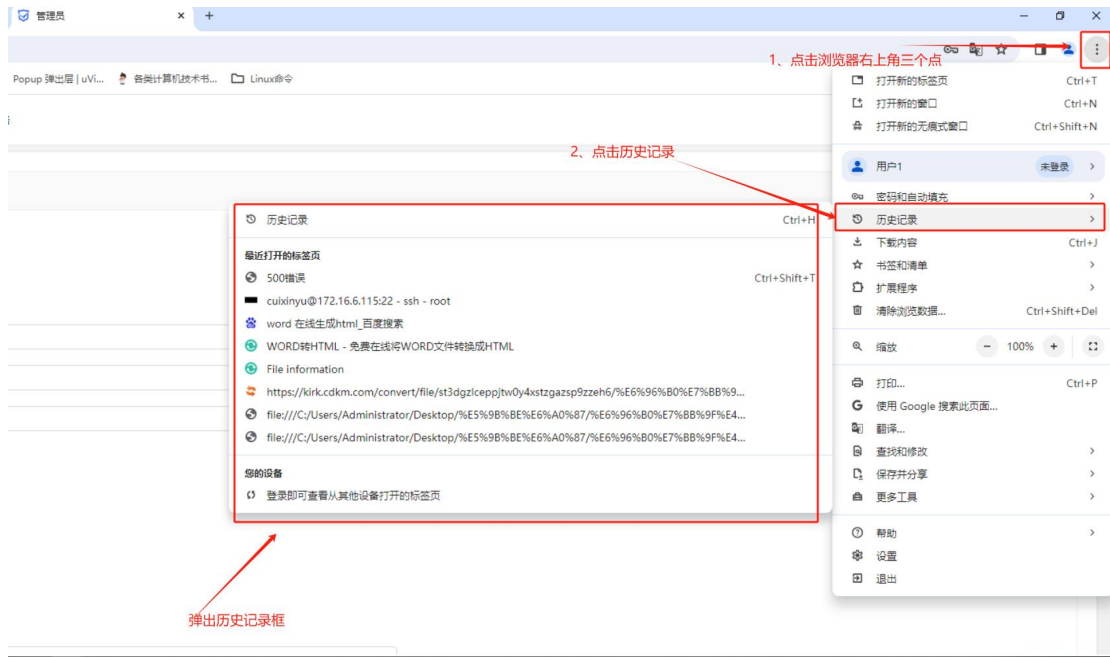 管理员
1、点击浏览器右上角三个点
Popup 弹出层 | uVi...
各类计算机技术书...
Linux命令
打开新的标签页 Ctrl+T
打开新的窗口 Ctrl+N
打开新的无痕式窗口 Ctrl+Shift+N
2、点击历史记录
用户1 未登录
密码和自动填充
历史记录
下载内容 Ctrl+J
书签和清单
扩展程序
清除浏览数据... Ctrl+Shift+Del
缩放 - 100% +
打印... Ctrl+P
使用 Google 搜索此页面...
翻译...
查找和修改
保存并分享
更多工具
帮助
设置
退出
历史记录 Ctrl+H
最近打开的标签页
500错误 Ctrl+Shift+T
cuixinyu@172.16.6.115:22 - ssh - root
word 在线生成html_百度搜索
WORD转HTML - 免费在线将WORD文件转换成HTML
File information
https://kirk.cdkm.com/convert/file/st3dgzlceppjtw0y4xstzgazsp9zzeh6/%E6%96%B0%E7%BB%9...
file:///C:/Users/Administrator/Desktop/%E5%9B%BE%E6%A0%87/%E6%96%B0%E7%BB%9F%E4...
file:///C:/Users/Administrator/Desktop/%E5%9B%BE%E6%A0%87/%E6%96%B0%E7%BB%9F%E4...
您的设备
登录即可查看从其他设备打开的标签页
弹出历史记录框